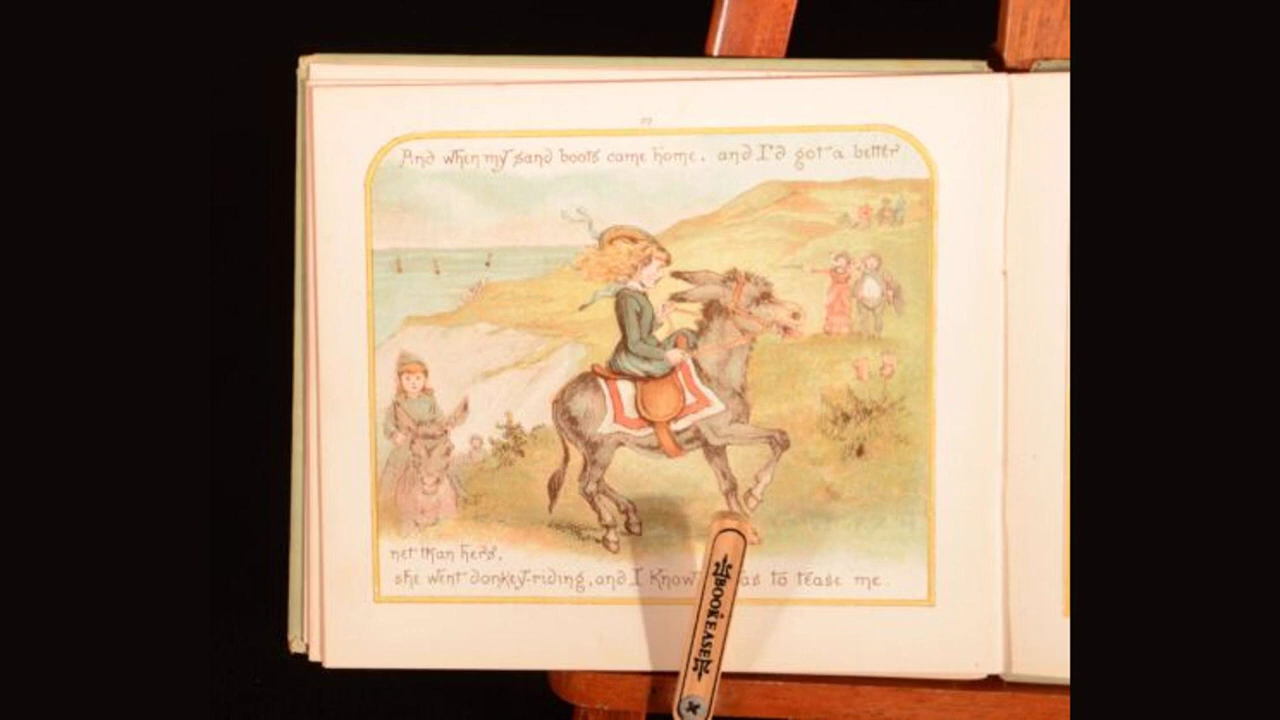 And when my sand boots came home, and I'd got a better
net than hers,
she went donkey-riding, and I know as to tease me.
BOOKEASE